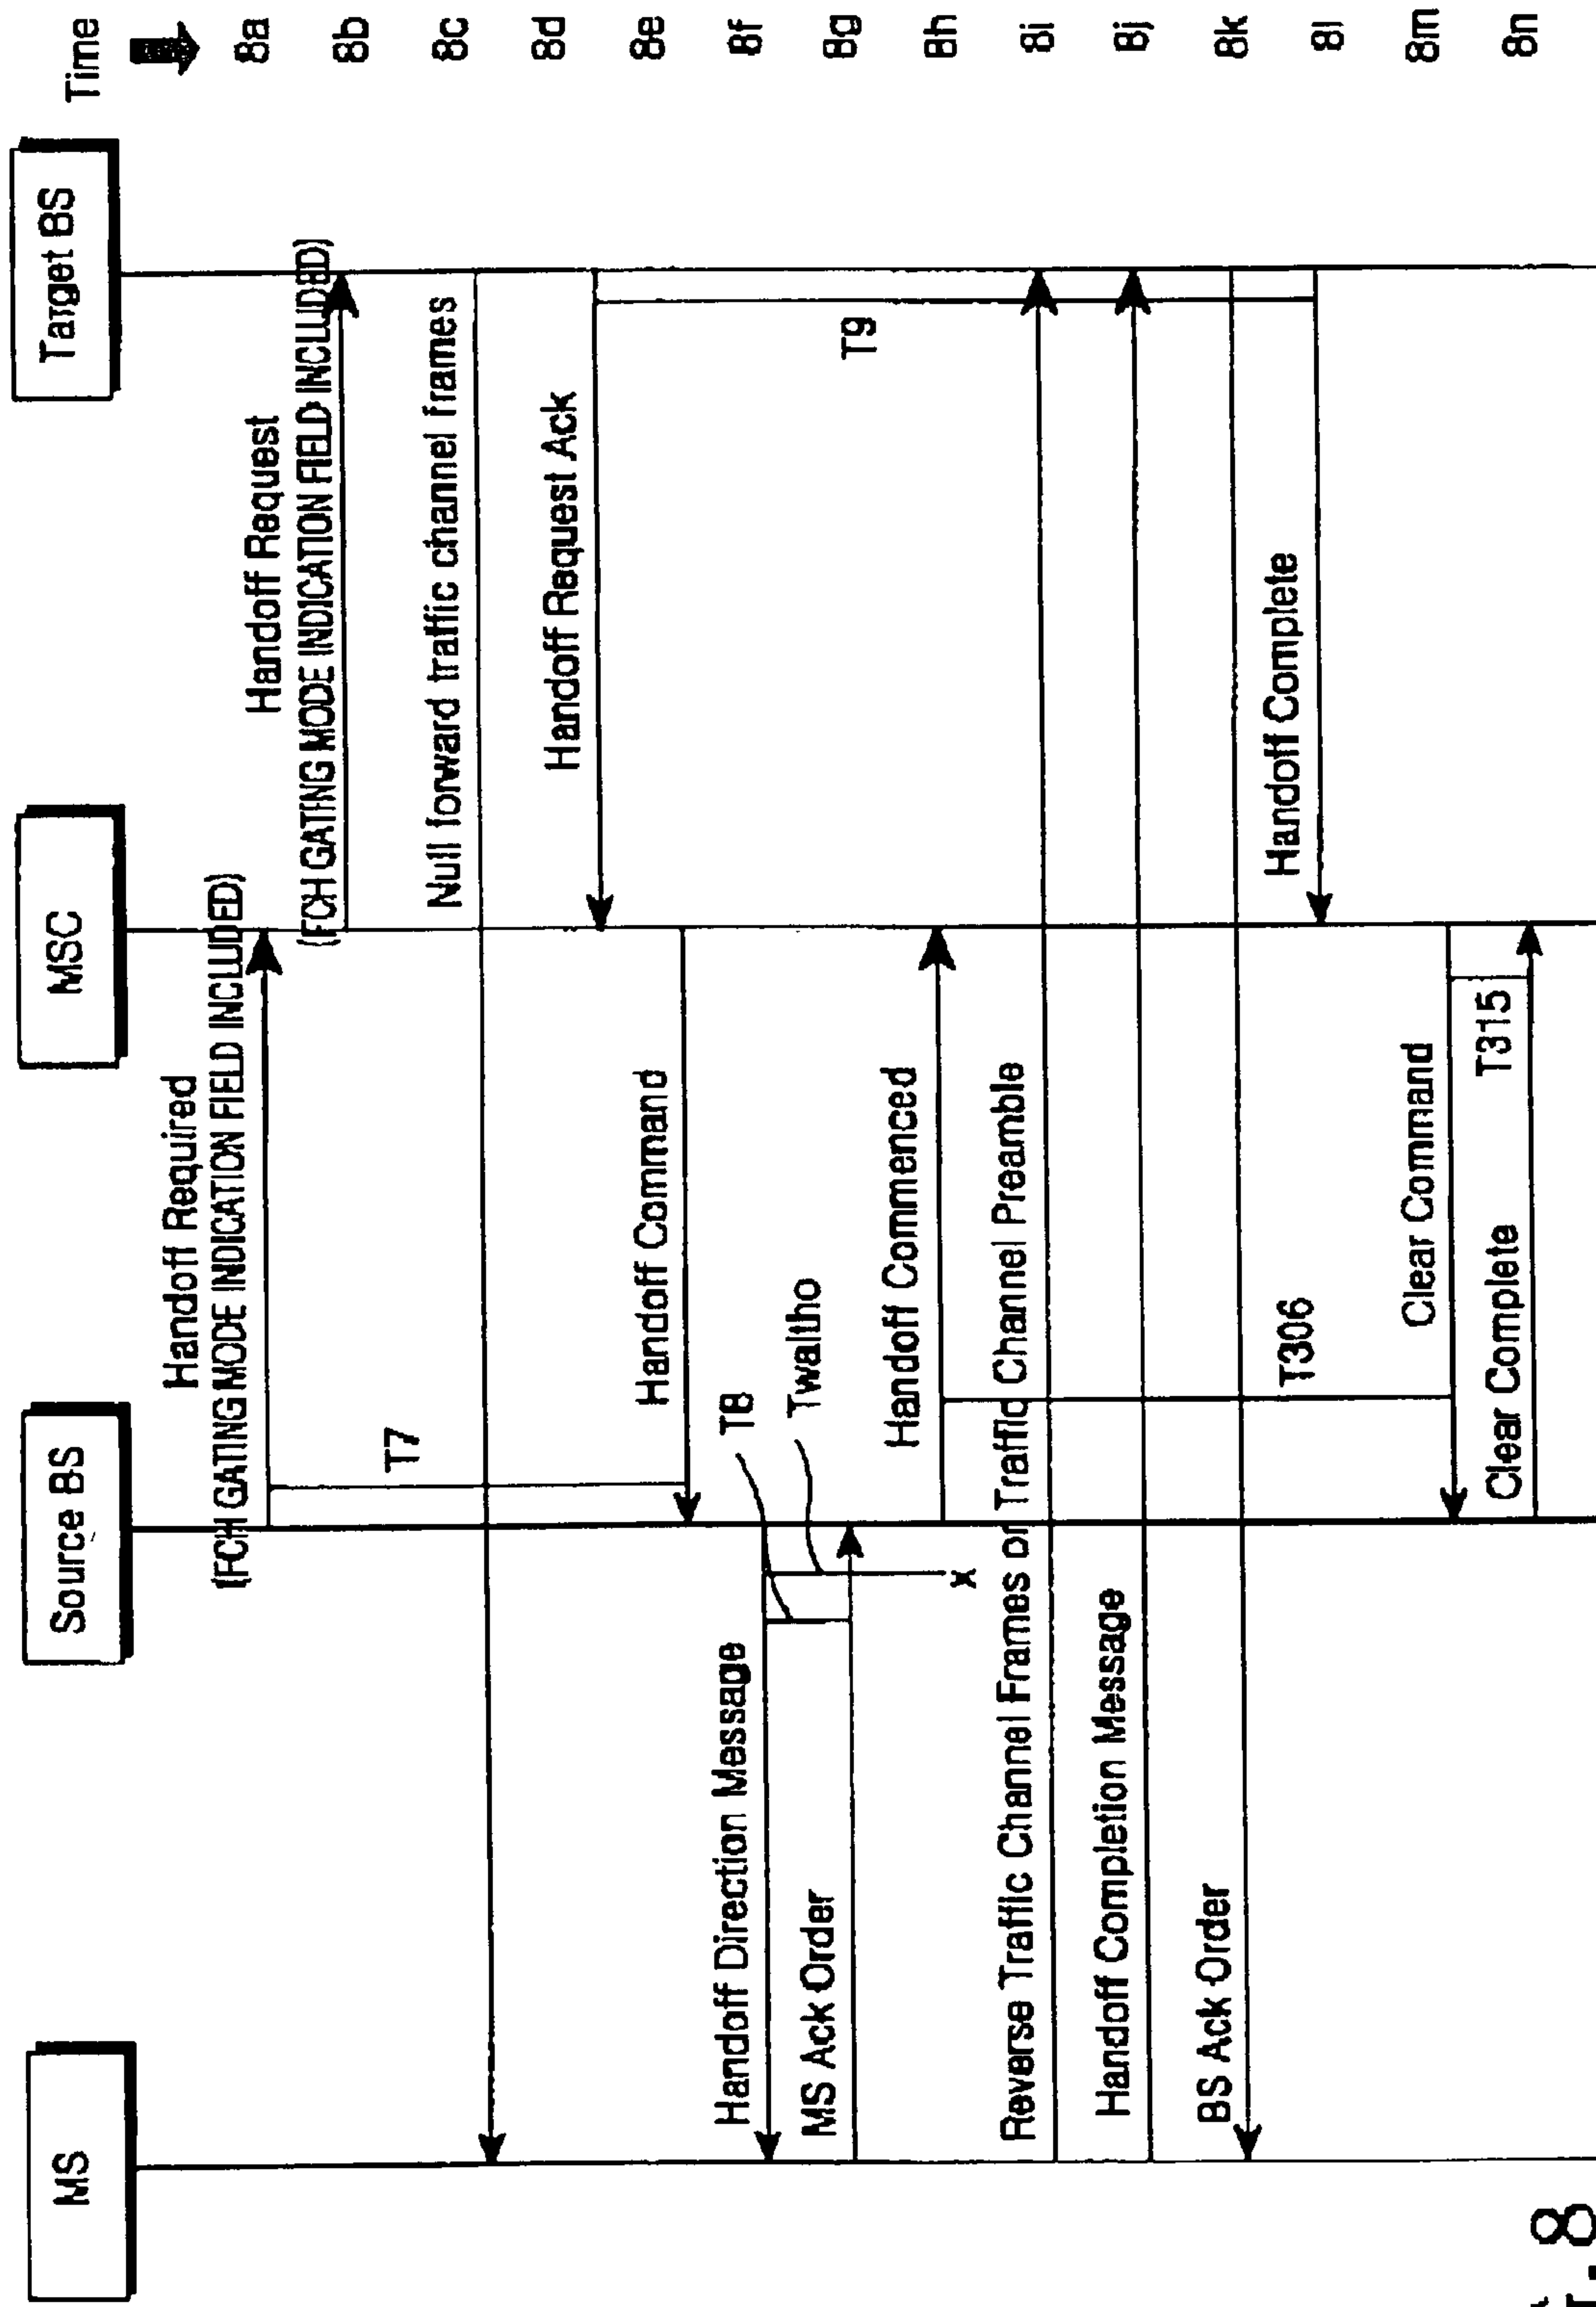 MS
Source BS
MSC
Target BS
Time
Handoff Required
(FCH GATING MODE INDICATION FIELD INCLUDED)
8a
Handoff Request
(FCH GATING MODE INDICATION FIELD INCLUDED)
8b
T7
Null forward traffic channel frames
8c
Handoff Request Ack
8d
Handoff Command
8e
Handoff Direction Message
T8
8f
MS Ack Order
Twaitho
T9
8g
x
Handoff Commenced
8h
Reverse Traffic Channel Frames or Traffic Channel Preamble
8i
Handoff Completion Message
8j
BS Ack Order
8k
T306
Handoff Complete
8l
Clear Command
8m
T315
Clear Complete
8n
8